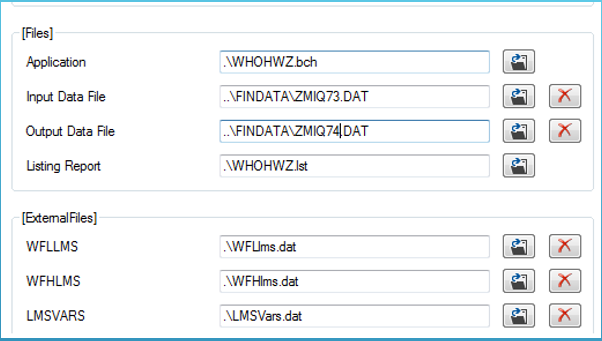 [Files]
Application .\WHOHWZ.bch
Input Data File ..\FINDATA\ZMIQ73.DAT
Output Data File ..\FINDATA\ZMIQ74.DAT
Listing Report .\WHOHWZ.lst
[ExternalFiles]
WFLLMS .\WFLlms.dat
WFHLMS .\WFHlms.dat
LMSVARS .\LMSVars.dat